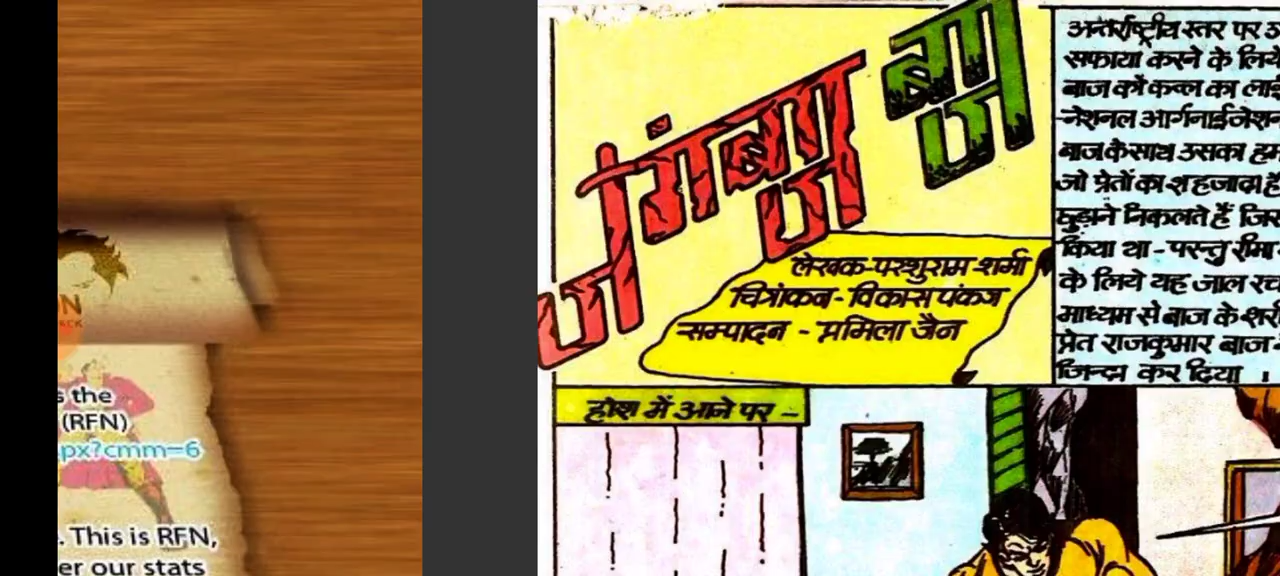 ON
s the
(RFN)
px?cmm=6
. This is RFN,
er our stats
जंगबाज बाज
लेखक-परशुराम शर्मा
चित्रांकन - विकास पंकज
सम्पादन - प्रमिला जैन
अन्तर्राष्ट्रीय स्तर पर
सफाया करने के लिये
बाज को कत्ल का
नेशनल आर्गनाईजेशन
बाज के साथ उसका
जो प्रेतों का शहजादा है
छुड़ाने निकलते हैं
किया था - परन्तु रीमा
के लिये यह जाल
माध्यम से बाज के
प्रेत राजकुमार बाज
जिन्दा कर दिया ।
होश में आने पर -